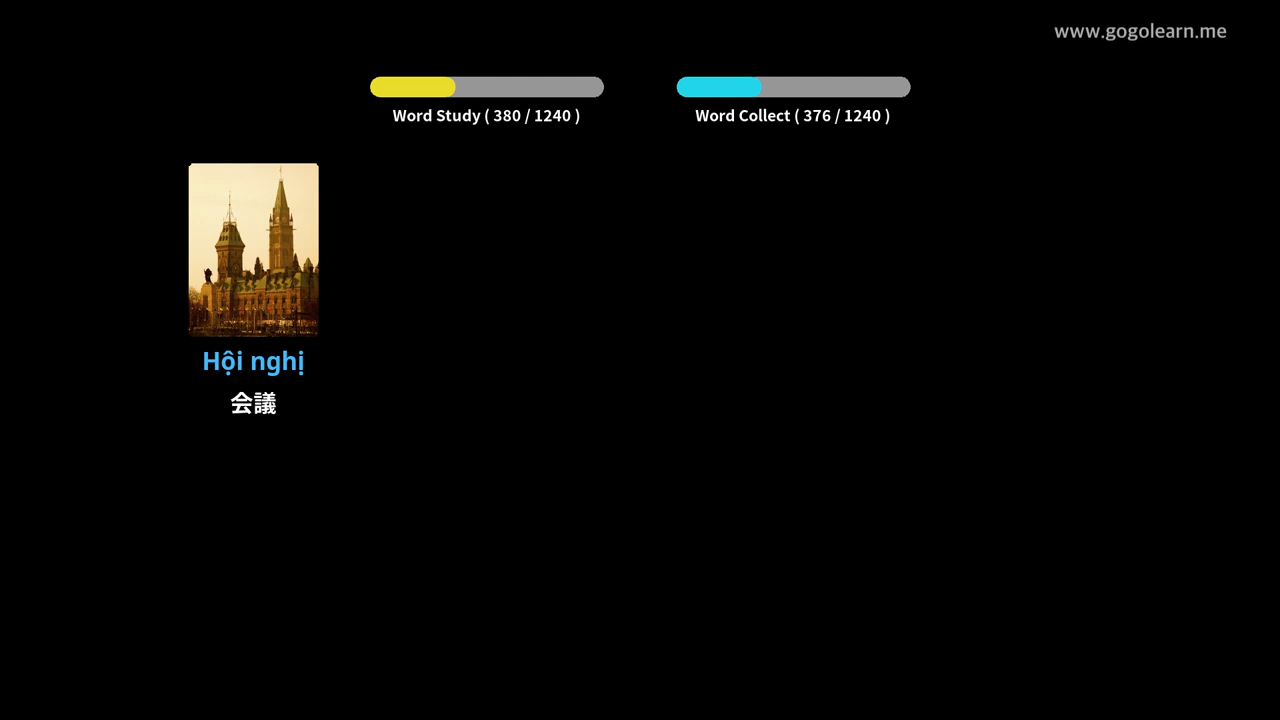 www.gogolearn.me
Word Study ( 380 / 1240 )
Word Collect ( 376 / 1240 )
Hội nghị
会議